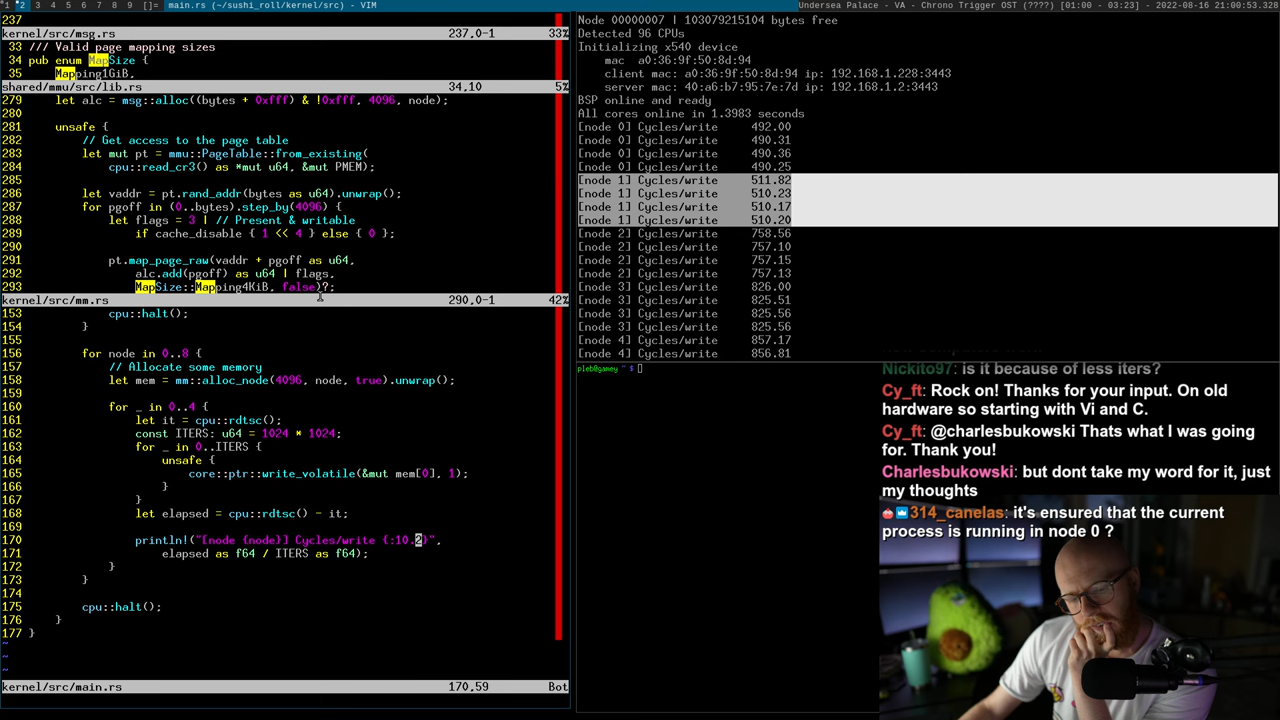 1 2 3 4 5 6 7 8 9 []= main.rs (~/sushi_roll/kernel/src) - VIM
Undersea Palace - VA - Chrono Trigger OST (????) [01:00 - 03:23] - 2022-08-16 21:00:53.328
237
kernel/src/msg.rs 237,0-1 33%
33 /// Valid page mapping sizes
34 pub enum MapSize {
35 Mapping1GiB,
shared/mmu/src/lib.rs 34,10 5%
279 let alc = msg::alloc((bytes + 0xfff) & !0xfff, 4096, node);
280
281 unsafe {
282 // Get access to the page table
283 let mut pt = mmu::PageTable::from_existing(
284 cpu::read_cr3() as *mut u64, &mut PMEM);
285
286 let vaddr = pt.rand_addr(bytes as u64).unwrap();
287 for pgoff in (0..bytes).step_by(4096) {
288 let flags = 3 | // Present & writable
289 if cache_disable { 1 << 4 } else { 0 };
290
291 pt.map_page_raw(vaddr + pgoff as u64,
292 alc.add(pgoff) as u64 | flags,
293 MapSize::Mapping4KiB, false)?;
kernel/src/mm.rs 290,0-1 42%
153 cpu::halt();
154 }
155
156 for node in 0..8 {
157 // Allocate some memory
158 let mem = mm::alloc_node(4096, node, true).unwrap();
159
160 for _ in 0..4 {
161 let it = cpu::rdtsc();
162 const ITERS: u64 = 1024 * 1024;
163 for _ in 0..ITERS {
164 unsafe {
165 core::ptr::write_volatile(&mut mem[0], 1);
166 }
167 }
168 let elapsed = cpu::rdtsc() - it;
169
170 println!("[node {node}] Cycles/write {:10.2}",
171 elapsed as f64 / ITERS as f64);
172 }
173 }
174
175 cpu::halt();
176 }
177 }
~
~
~
kernel/src/main.rs 170,59 Bot
Node 00000007 | 103079215104 bytes free
Detected 96 CPUs
Initializing x540 device
mac a0:36:9f:50:8d:94
client mac: a0:36:9f:50:8d:94 ip: 192.168.1.228:3443
server mac: 40:a6:b7:95:7e:7d ip: 192.168.1.2:3443
BSP online and ready
All cores online in 1.3983 seconds
[node 0] Cycles/write 492.00
[node 0] Cycles/write 490.31
[node 0] Cycles/write 490.36
[node 0] Cycles/write 490.25
[node 1] Cycles/write 511.82
[node 1] Cycles/write 510.23
[node 1] Cycles/write 510.17
[node 1] Cycles/write 510.20
[node 2] Cycles/write 758.56
[node 2] Cycles/write 757.10
[node 2] Cycles/write 757.15
[node 2] Cycles/write 757.13
[node 3] Cycles/write 826.00
[node 3] Cycles/write 825.51
[node 3] Cycles/write 825.56
[node 3] Cycles/write 825.56
[node 4] Cycles/write 857.17
[node 4] Cycles/write 856.81
pleb@gamey ~ $
Nickito97: is it because of less iters?
Cy_ft: Rock on! Thanks for your input. On old
hardware so starting with Vi and C.
Cy_ft: @charlesbukowski Thats what I was going
for. Thank you!
Charlesbukowski: but dont take my word for it, just
my thoughts
314_canelas: it's ensured that the current
process is running in node 0 ?